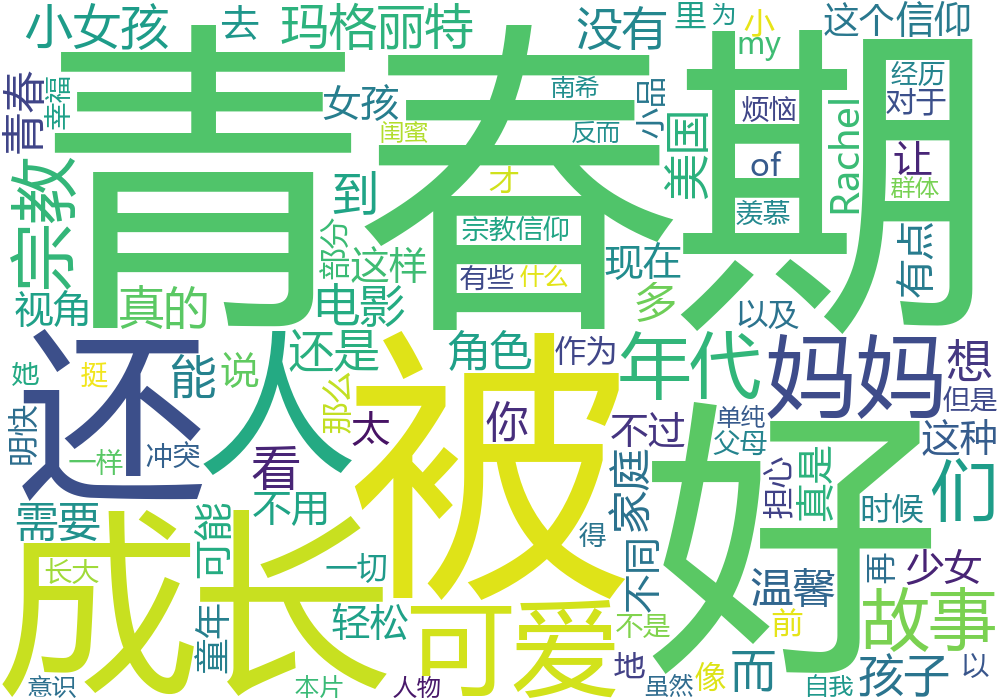 小女孩
去
玛格丽特
没有
里
为
小
my
这个信仰
青春期
青春
幸福
女孩
闺蜜
南希
反而
小品
美国
烦恼
of
羡慕
Rachel
经历
对于
让
群体
有点
宗教
到
才
宗教信仰
部分
这样
有些
什么
现在
多
以及
视角
真的
电影
还
人
能
说
还是
那么
太
看
被
角色
作为
你
年代
妈妈
想
但是
她
挺
明快
一样
冲突
不过
单纯
父母
好
这种
们
家庭
担心
真是
时候
需要
可能
不用
得
成长
长大
一切
童年
轻松
可爱
不同
不是
温馨
再
少女
前
故事
意识
本片
人物
地
虽然
像
而
自我
孩子
以